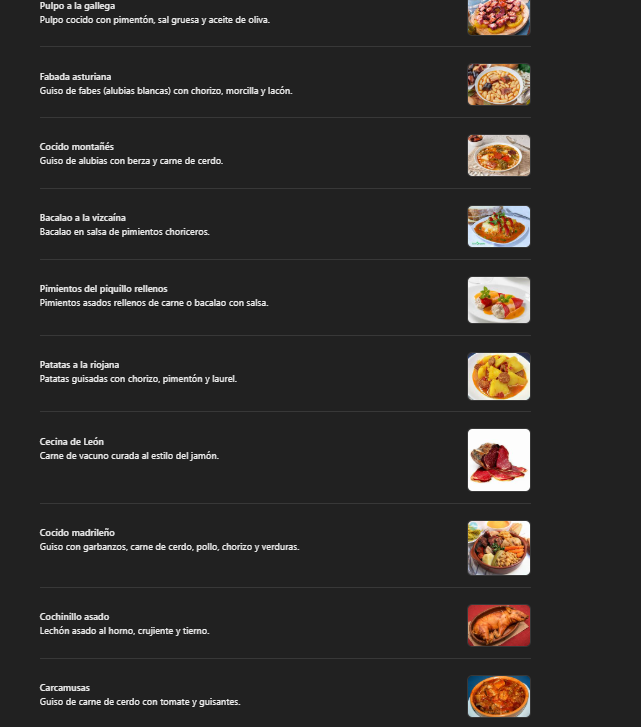 Pulpo a la gallega
Pulpo cocido con pimentón, sal gruesa y aceite de oliva.
Fabada asturiana
Guiso de fabes (alubias blancas) con chorizo, morcilla y lacón.
Cocido montañés
Guiso de alubias con berza y carne de cerdo.
Bacalao a la vizcaína
Bacalao en salsa de pimientos choriceros.
Pimientos del piquillo rellenos
Pimientos asados rellenos de carne o bacalao con salsa.
Patatas a la riojana
Patatas guisadas con chorizo, pimentón y laurel.
Cecina de León
Carne de vacuno curada al estilo del jamón.
Cocido madrileño
Guiso con garbanzos, carne de cerdo, pollo, chorizo y verduras.
Cochinillo asado
Lechón asado al horno, crujiente y tierno.
Carcamusas
Guiso de carne de cerdo con tomate y guisantes.